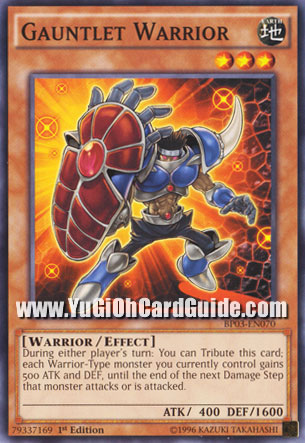 GAUNTLET WARRIOR
EARTH
地
www.YuGiOhCardGuide.com
BP03-EN070
[WARRIOR/EFFECT]
During either player's turn: You can Tribute this card;
each Warrior-Type monster you currently control gains
500 ATK and DEF, until the end of the next Damage Step
that monster attacks or is attacked.
ATK/ 400 DEF/1600
79337169 1st Edition ©1996 KAZUKI TAKAHASHI